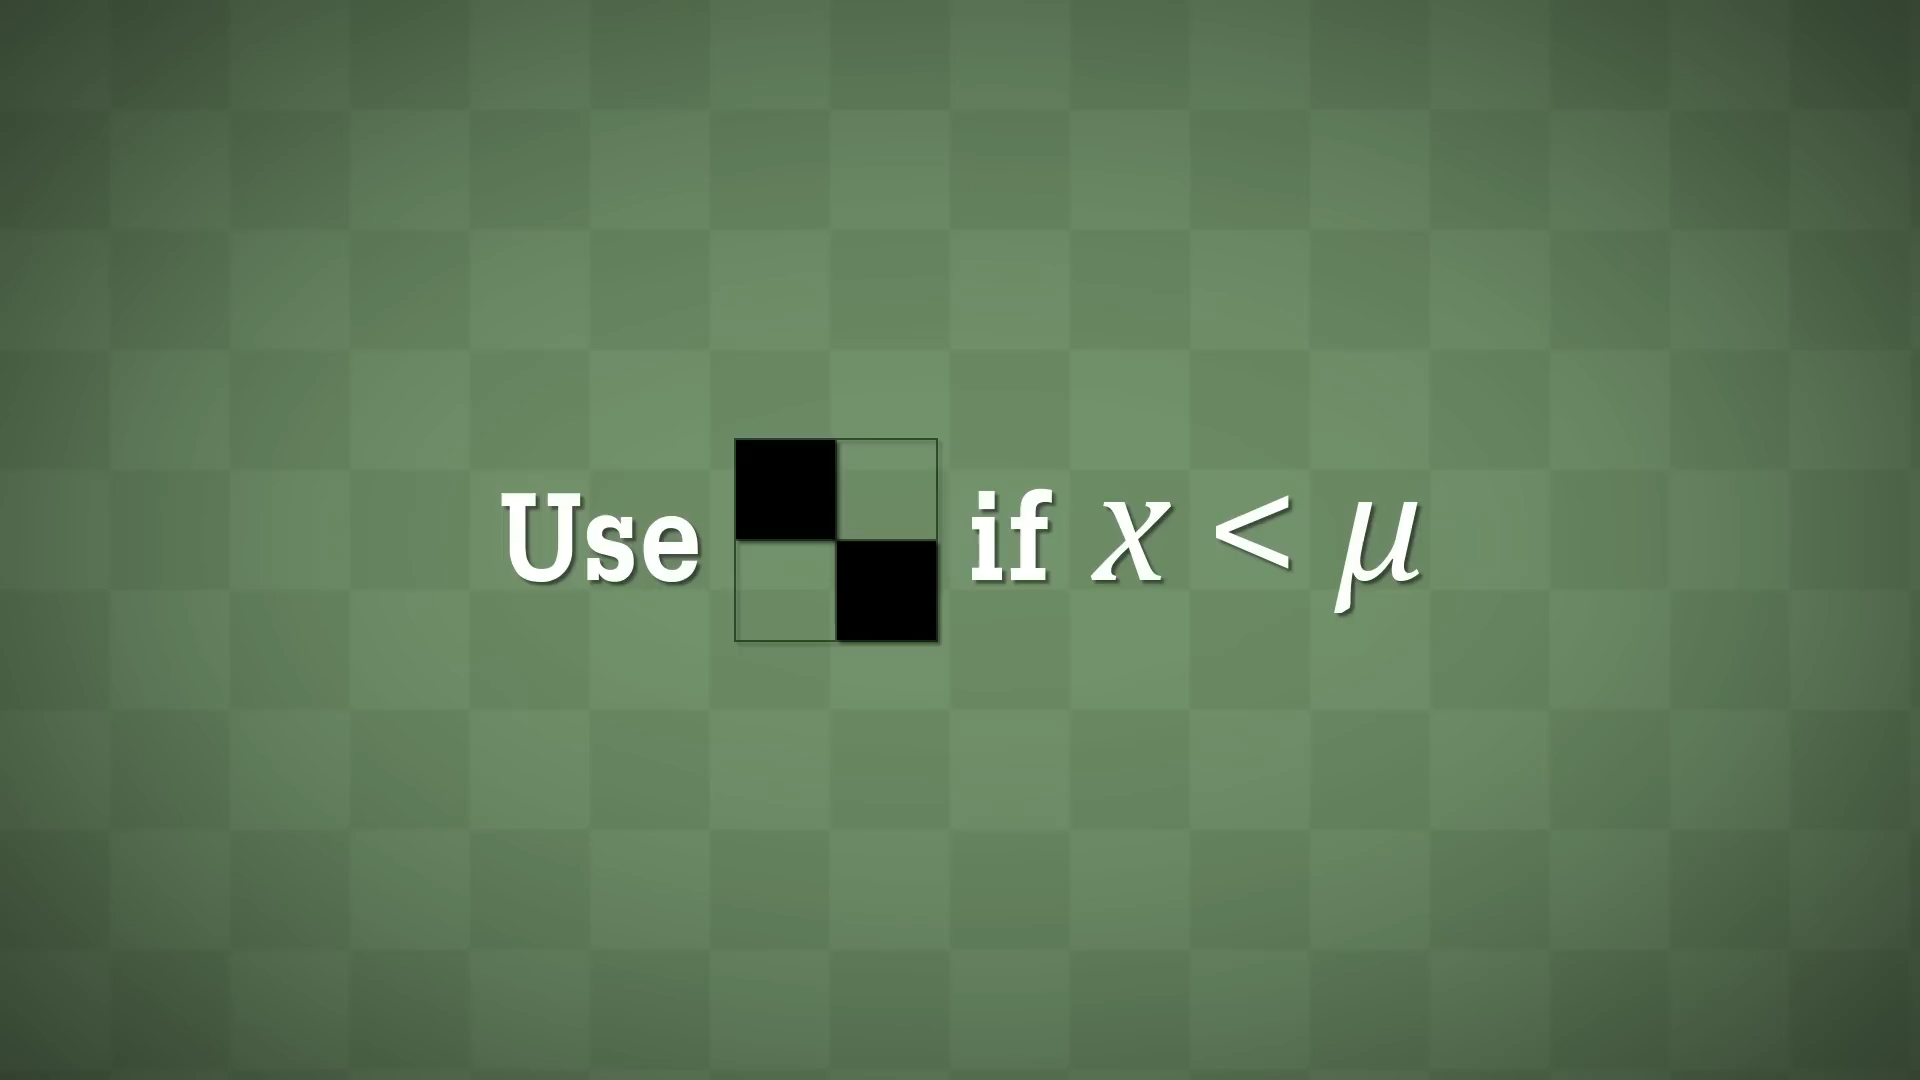 Use if x < μ